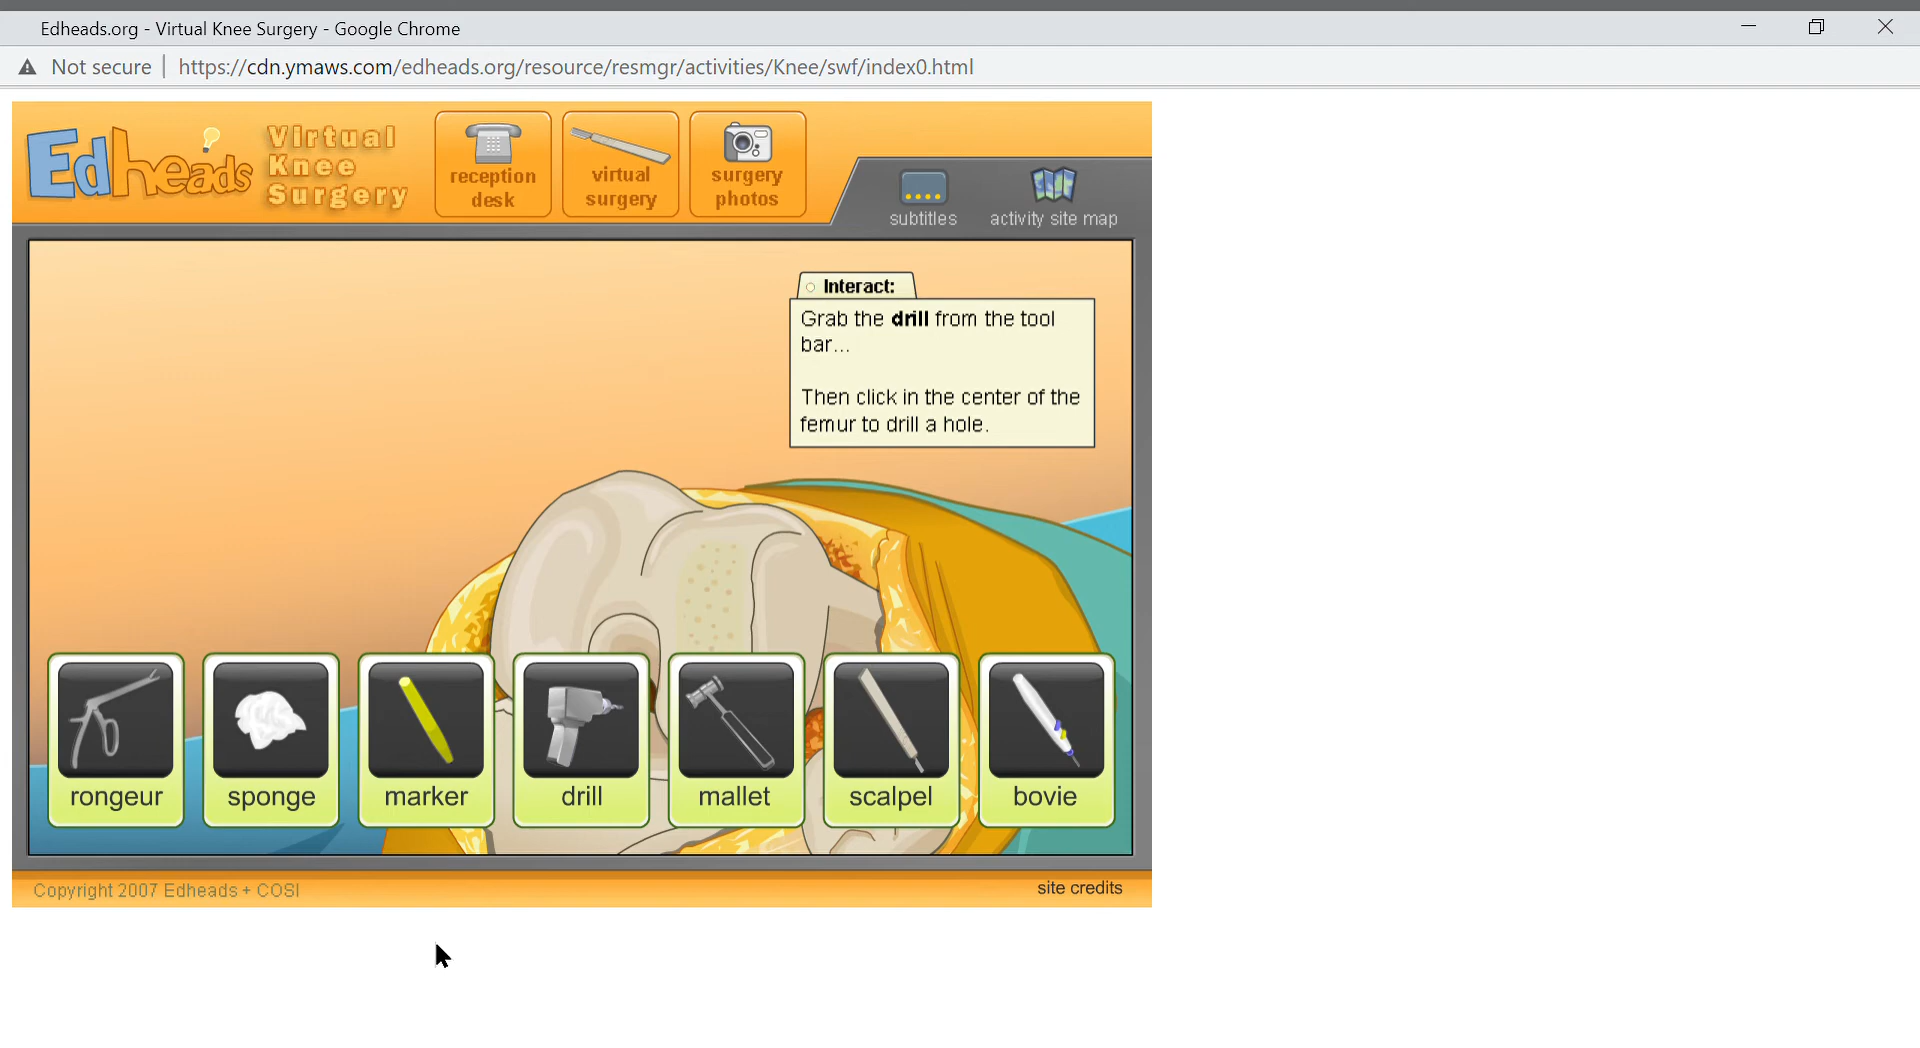 Edheads.org - Virtual Knee Surgery - Google Chrome
Not secure https://cdn.ymaws.com/edheads.org/resource/resmgr/activities/Knee/swf/index0.html
Edheads
Virtual
Knee
Surgery
reception
desk
virtual
surgery
surgery
photos
subtitles
activity site map
Interact:
Grab the drill from the tool
bar...
Then click in the center of the
femur to drill a hole.
rongeur
sponge
marker
drill
mallet
scalpel
bovie
Copyright 2007 Edheads + COSI
site credits